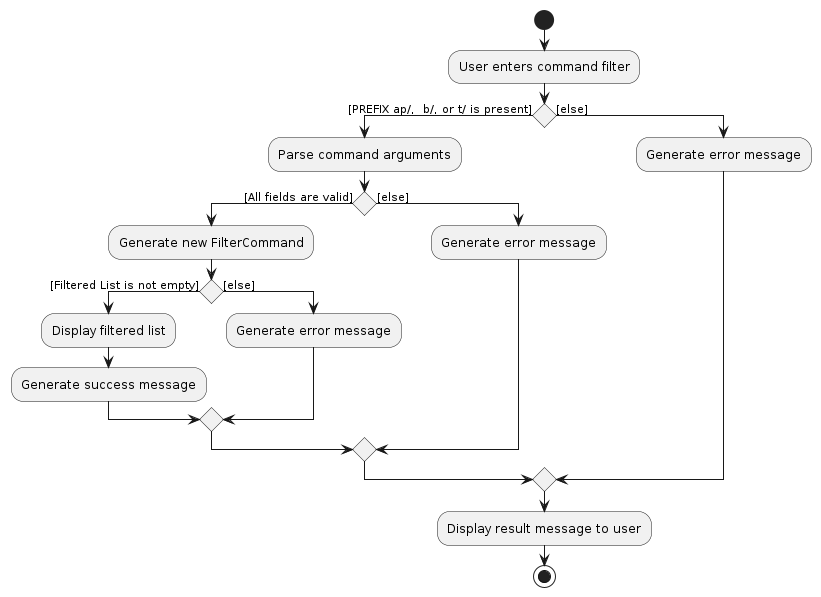 User enters command filter
[PREFIX ap/,  b/, or t/ is present]
[else]
Parse command arguments
Generate error message
[All fields are valid]
[else]
Generate new FilterCommand
Generate error message
[Filtered List is not empty]
[else]
Display filtered list
Generate error message
Generate success message
Display result message to user